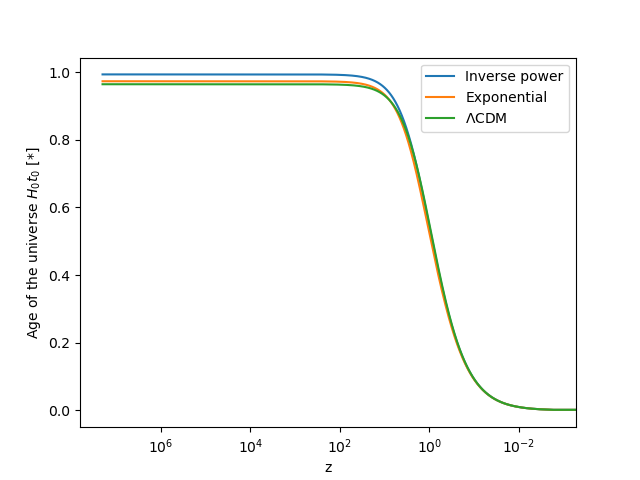 Age of the universe H₀t₀ [*]
1.0
0.8
0.6
0.4
0.2
0.0
Inverse power
Exponential
ΛCDM
10⁶
10⁴
10²
10⁰
10⁻²
z